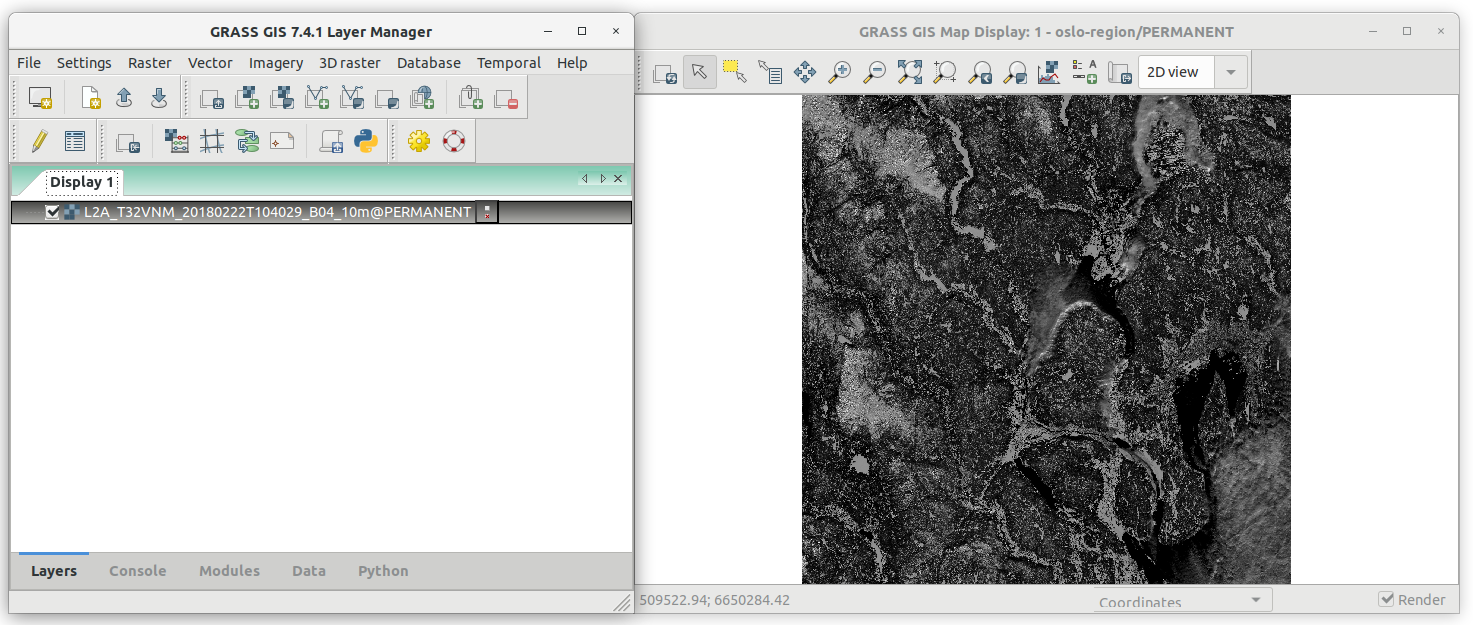 GRASS GIS 7.4.1 Layer Manager
File Settings Raster Vector Imagery 3D raster Database Temporal Help
Display 1
L2A_T32VNM_20180222T104029_B04_10m@PERMANENT
Layers Console Modules Data Python
GRASS GIS Map Display: 1 - oslo-region/PERMANENT
A
2D view
509522.94; 6650284.42
Coordinates
Render